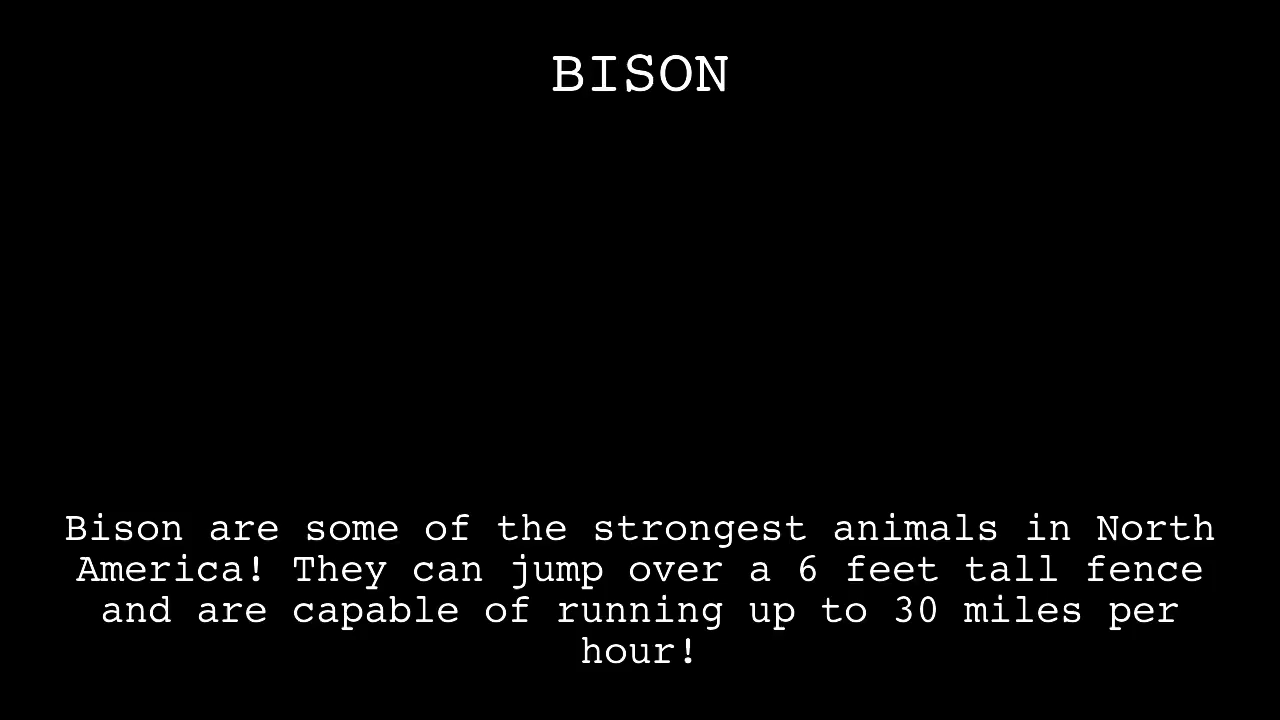 BISON
Bison are some of the strongest animals in North
America! They can jump over a 6 feet tall fence
and are capable of running up to 30 miles per
hour!